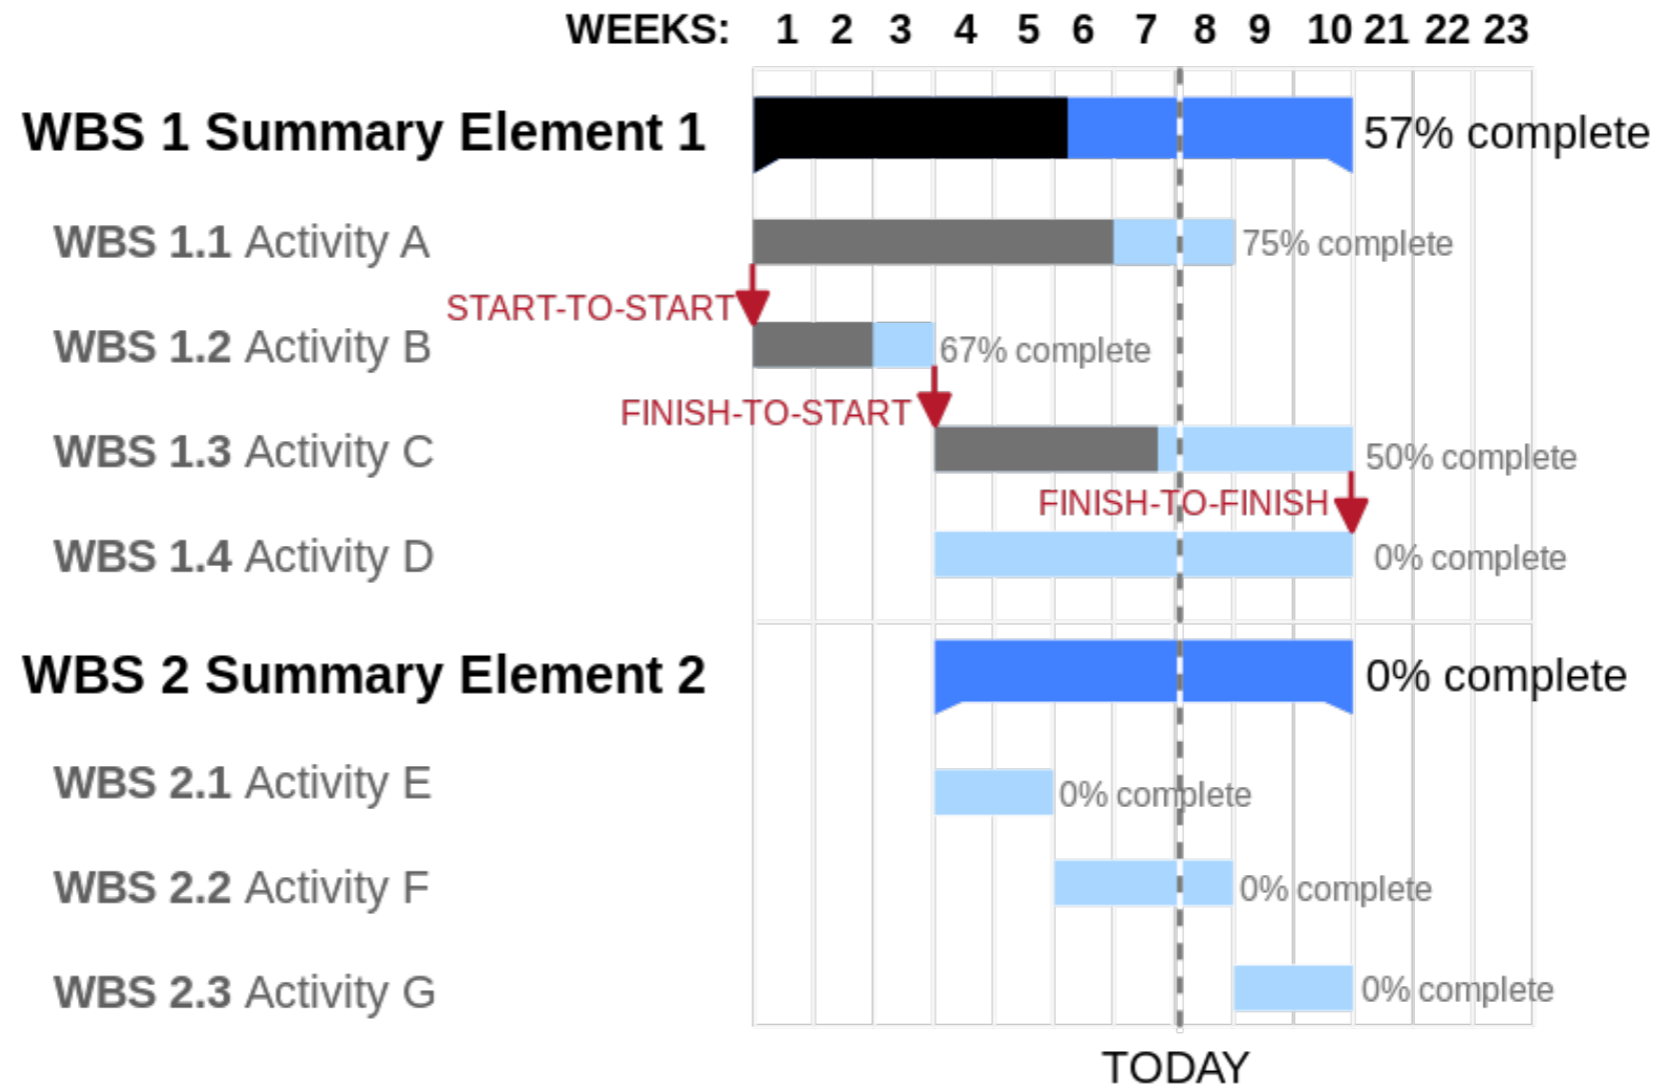 WEEKS: 1 2 3 4 5 6 7 8 9 10 21 22 23
WBS 1 Summary Element 1 57% complete
WBS 1.1 Activity A 75% complete
START-TO-START
WBS 1.2 Activity B 67% complete
FINISH-TO-START
WBS 1.3 Activity C 50% complete
FINISH-TO-FINISH
WBS 1.4 Activity D 0% complete
WBS 2 Summary Element 2 0% complete
WBS 2.1 Activity E 0% complete
WBS 2.2 Activity F 0% complete
WBS 2.3 Activity G 0% complete
TODAY